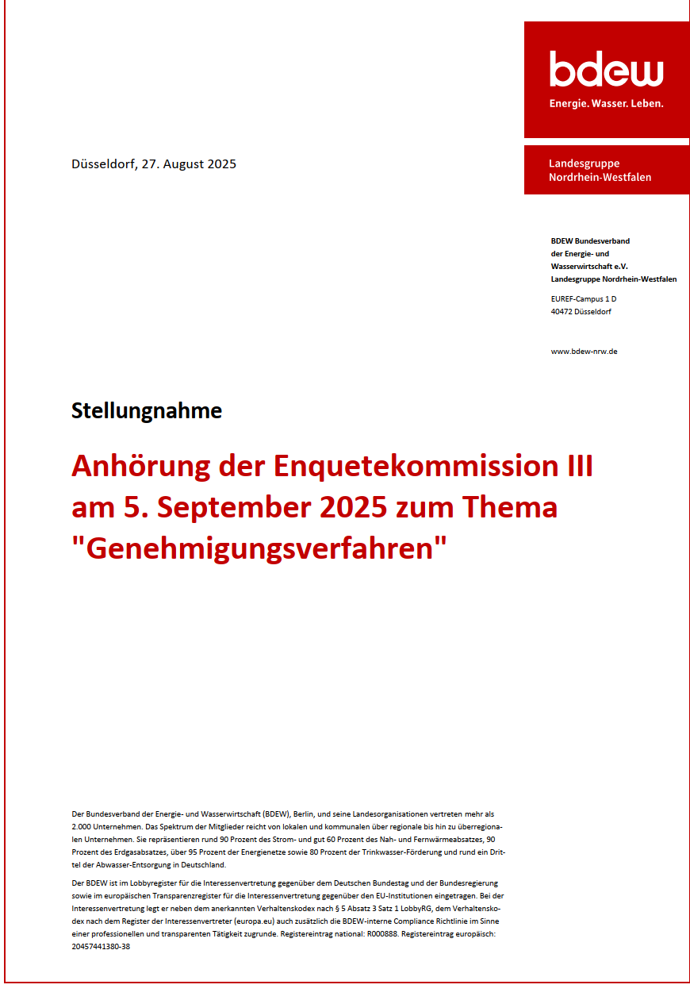 bdew
Energie. Wasser. Leben.
Düsseldorf, 27. August 2025
Landesgruppe
Nordrhein-Westfalen
BDEW Bundesverband
der Energie- und
Wasserwirtschaft e.V.
Landesgruppe Nordrhein-Westfalen
EUREF-Campus 1 D
40472 Düsseldorf
www.bdew-nrw.de
Stellungnahme
Anhörung der Enquetekommission III
am 5. September 2025 zum Thema
"Genehmigungsverfahren"
Der Bundesverband der Energie- und Wasserwirtschaft (BDEW), Berlin, und seine Landesorganisationen vertreten mehr als
2.000 Unternehmen. Das Spektrum der Mitglieder reicht von lokalen und kommunalen über regionale bis hin zu überregiona-
len Unternehmen. Sie repräsentieren rund 90 Prozent des Strom- und gut 60 Prozent des Nah- und Fernwärmeabsatzes, 90
Prozent des Erdgasabsatzes, über 95 Prozent der Energienetze sowie 80 Prozent der Trinkwasser-Förderung und rund ein Drit-
tel der Abwasser-Entsorgung in Deutschland.
Der BDEW ist im Lobbyregister für die Interessenvertretung gegenüber dem Deutschen Bundestag und der Bundesregierung
sowie im europäischen Transparenzregister für die Interessenvertretung gegenüber den EU-Institutionen eingetragen. Bei der
Interessenvertretung legt er neben dem anerkannten Verhaltenskodex nach § 5 Absatz 3 Satz 1 LobbyRG, dem Verhaltensko-
dex nach dem Register der Interessenvertreter (europa.eu) auch zusätzlich die BDEW-interne Compliance Richtlinie im Sinne
einer professionellen und transparenten Tätigkeit zugrunde. Registereintrag national: R000888. Registereintrag europäisch:
20457441380-38